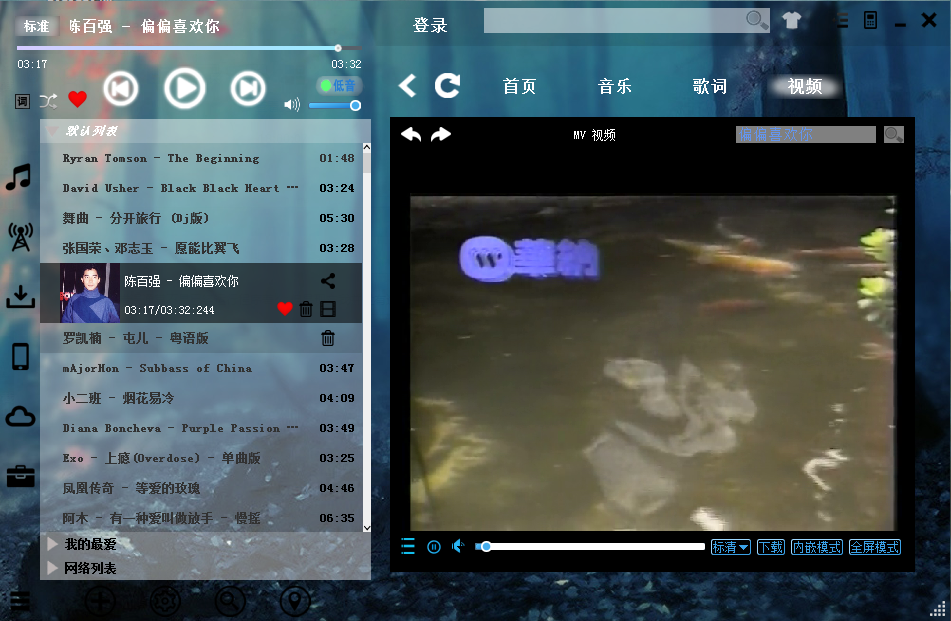 标准 陈百强 - 偏偏喜欢你
03:17 03:32
词 低音
登录
首页 音乐 歌词 视频
默认列表
Ryran Tomson - The Beginning 01:48
David Usher - Black Black Heart ... 03:24
舞曲 - 分开旅行 (Dj版) 05:30
张国荣、邓志玉 - 愿能比翼飞 03:28
陈百强 - 偏偏喜欢你
03:17/03:32:244
罗凯楠 - 屯儿 - 粤语版
mAjorHon - Subbass of China 03:47
小二班 - 烟花易冷 04:09
Diana Boncheva - Purple Passion ... 03:49
Exo - 上瘾(Overdose) - 单曲版 03:25
凤凰传奇 - 等爱的玫瑰 04:46
阿木 - 有一种爱叫做放手 - 慢摇 06:35
我的最爱
网络列表
MV 视频 偏偏喜欢你
标清 下载 内嵌模式 全屏模式